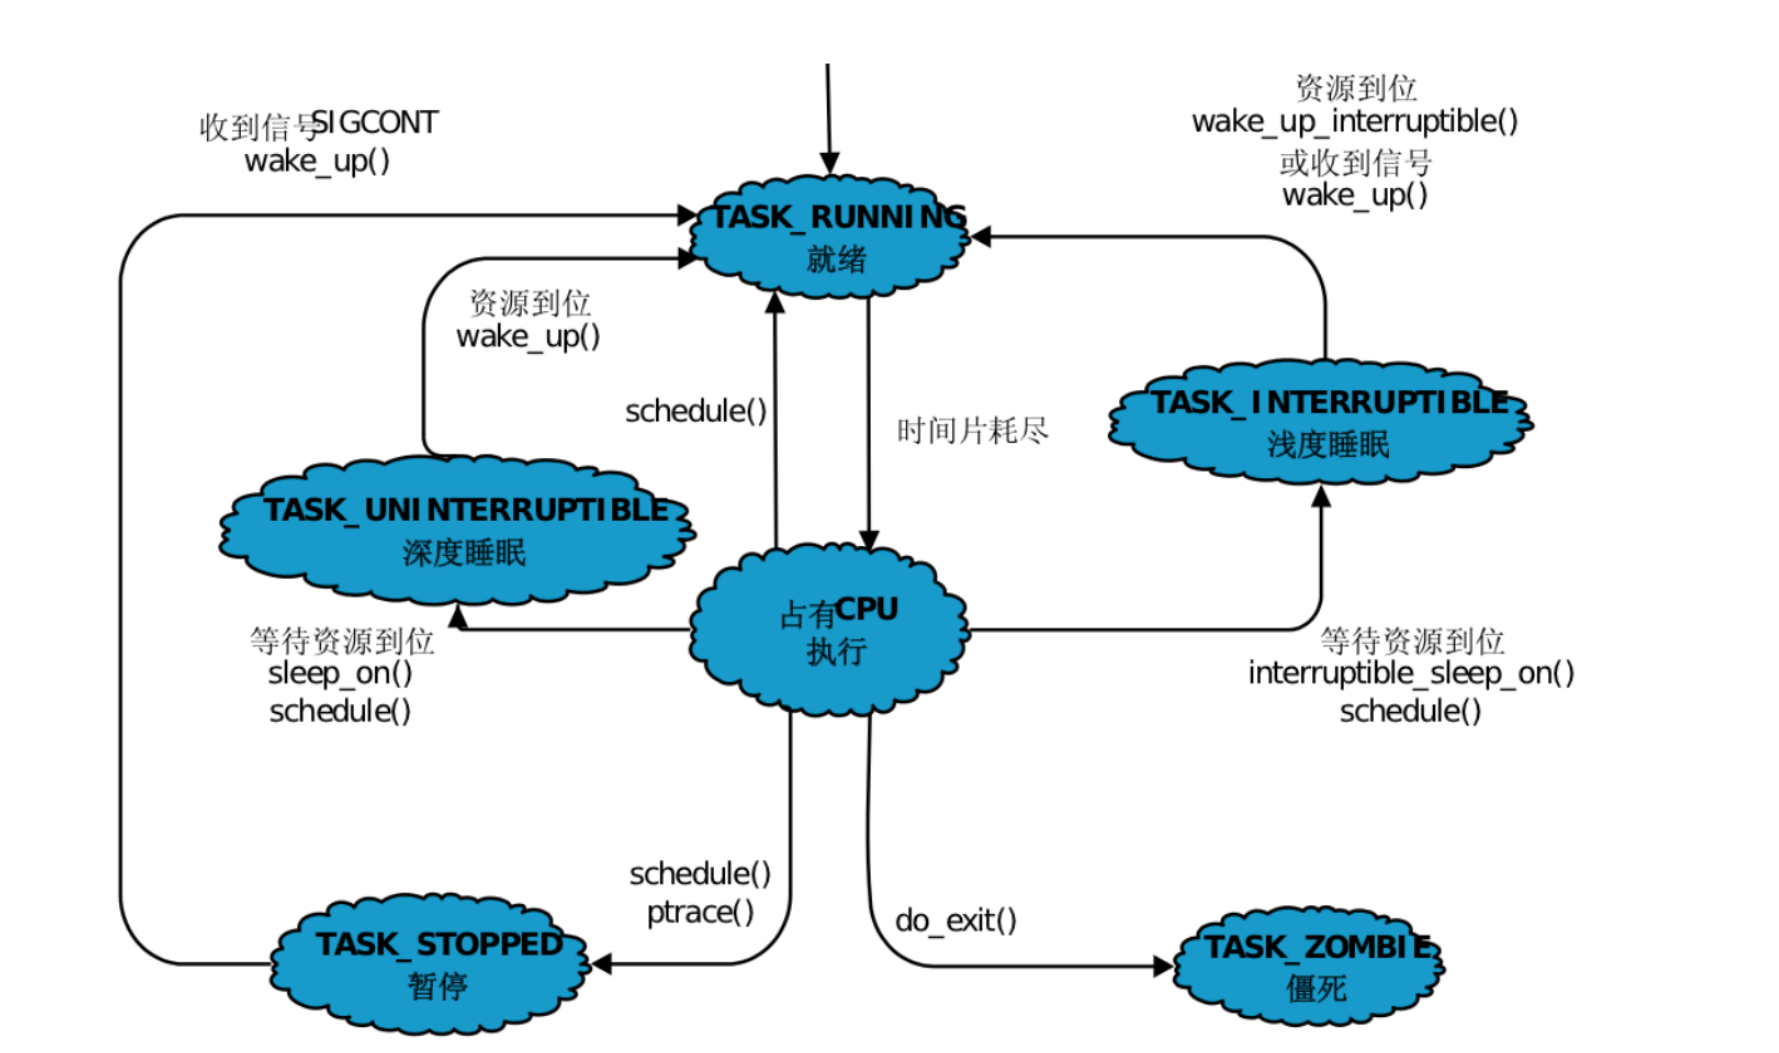 收到信号SIGCONT
wake_up()
资源到位
wake_up_interruptible()
或收到信号
wake_up()
TASK_RUNNING
就绪
资源到位
wake_up()
schedule()
时间片耗尽
TASK_INTERRUPTIBLE
浅度睡眠
TASK_UNINTERRUPTIBLE
深度睡眠
占有CPU
执行
等待资源到位
sleep_on()
schedule()
等待资源到位
interruptible_sleep_on()
schedule()
schedule()
ptrace()
do_exit()
TASK_STOPPED
暂停
TASK_ZOMBIE
僵死